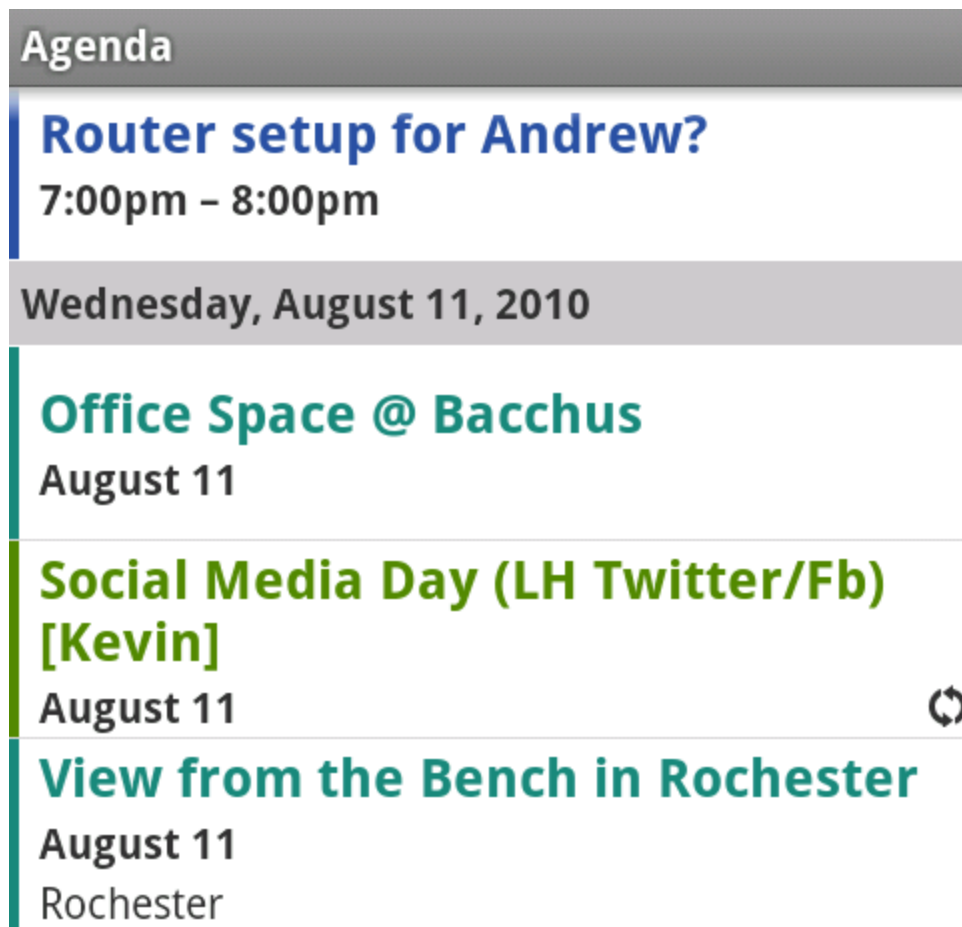 Agenda
Router setup for Andrew?
7:00pm – 8:00pm
Wednesday, August 11, 2010
Office Space @ Bacchus
August 11
Social Media Day (LH Twitter/Fb)
[Kevin]
August 11
View from the Bench in Rochester
August 11
Rochester